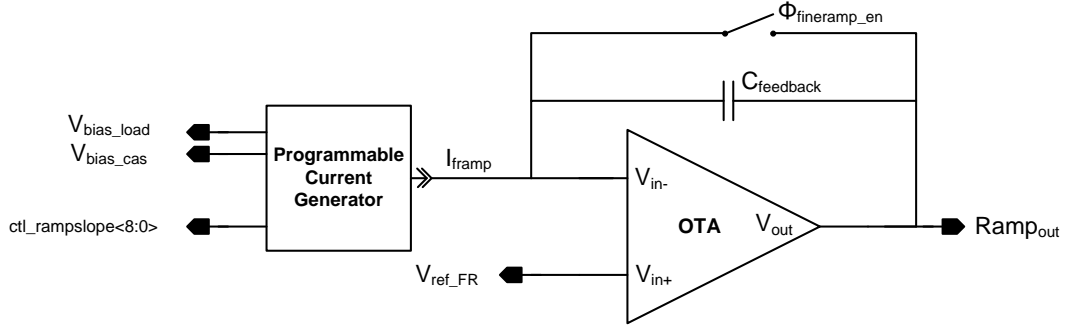 Φfineramp_en
Cfeedback
Vbias_load
Vbias_cas
Programmable
Current
Generator
Iframp
Vin-
ctl_rampslope<8:0>
OTA
Vout
Rampout
Vref_FR
Vin+